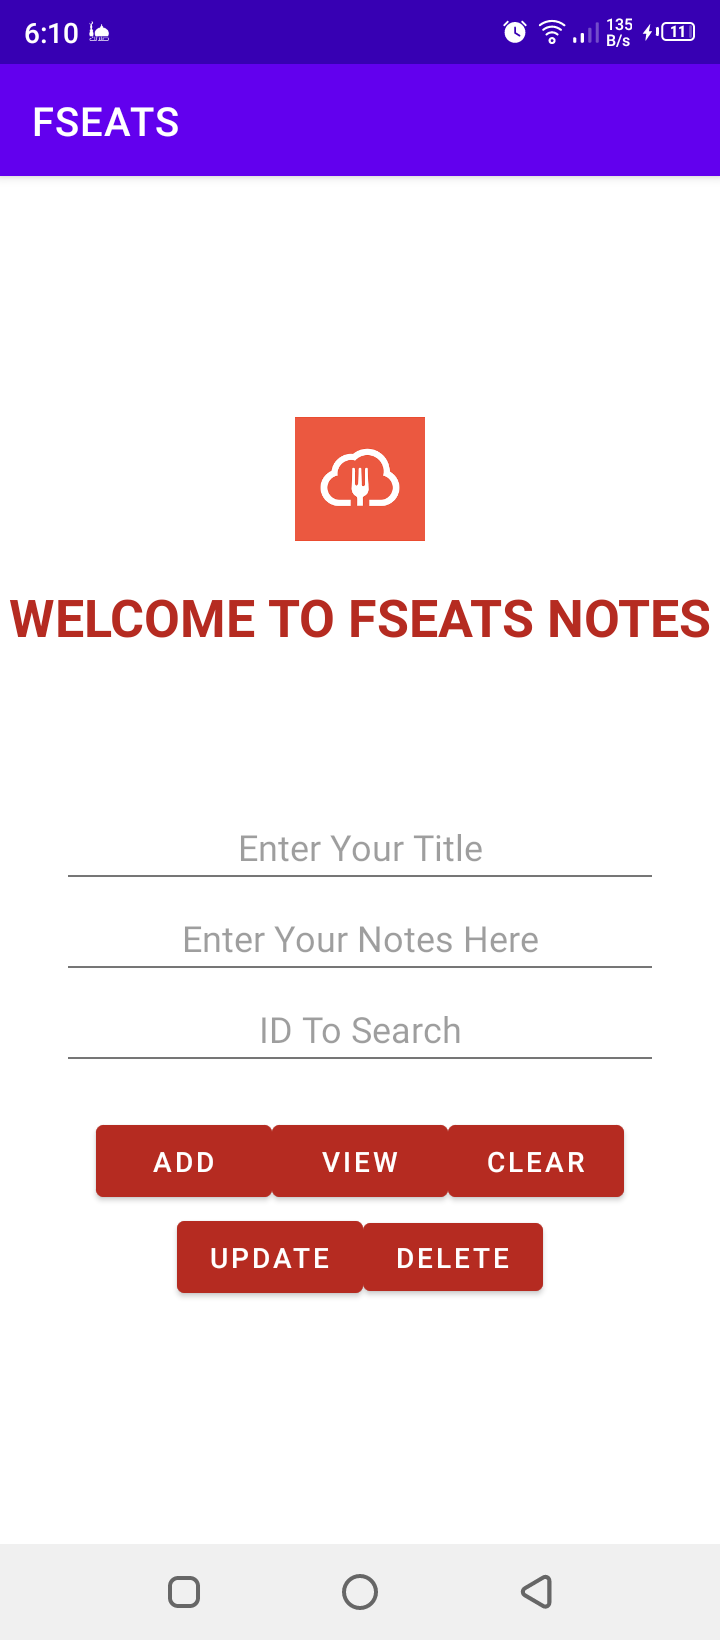 6:10 135 B/s 11
FSEATS
WELCOME TO FSEATS NOTES
Enter Your Title
Enter Your Notes Here
ID To Search
ADD VIEW CLEAR
UPDATE DELETE